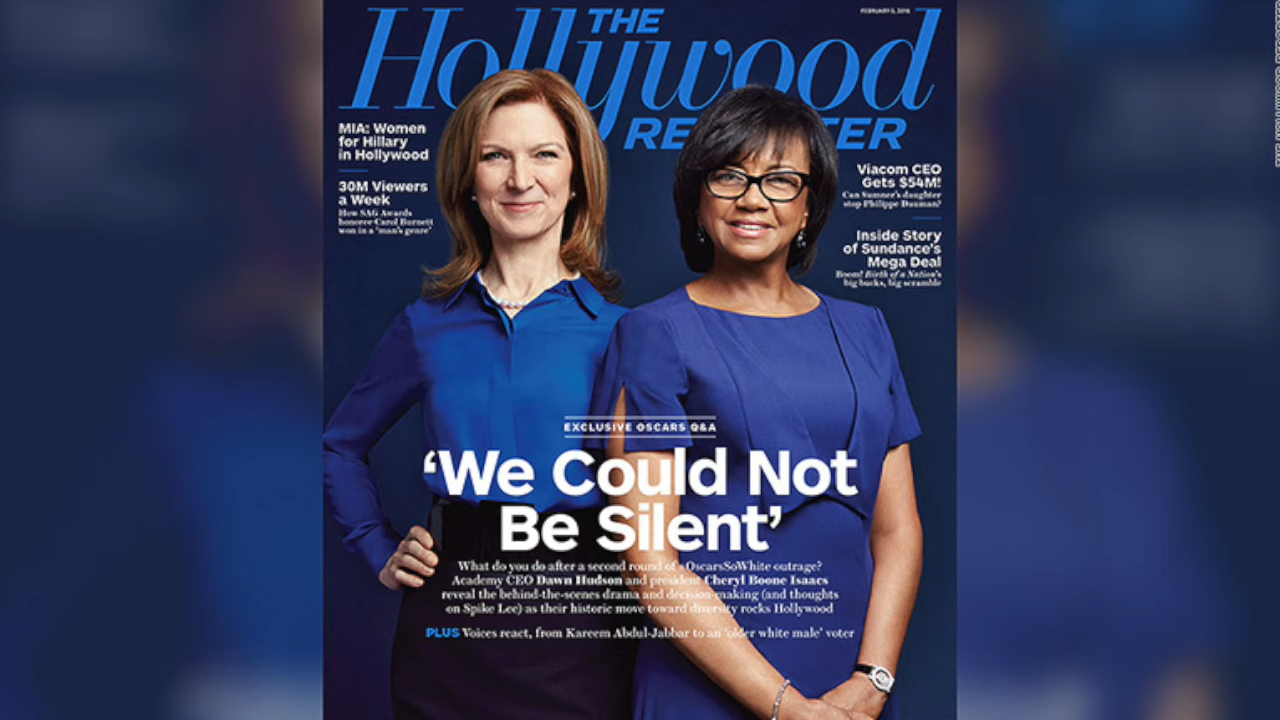 THE
Hollywood
RE   TER
FEBRUARY 5, 2016
MIA: Women
for Hillary
in Hollywood
30M Viewers
a Week
How SAG Awards
honoree Carol Burnett
won in a 'man's genre'
Viacom CEO
Gets $54M!
Can Sumner's daughter
stop Philippe Dauman?
Inside Story
of Sundance's
Mega Deal
Boom! Birth of a Nation's
big bucks, big scramble
EXCLUSIVE OSCARS Q&A
‘We Could Not
Be Silent’
What do you do after a second round of #OscarsSoWhite outrage?
Academy CEO Dawn Hudson and president Cheryl Boone Isaacs
reveal the behind-the-scenes drama and decision-making (and thoughts
on Spike Lee) as their historic move toward diversity rocks Hollywood
PLUS Voices react, from Kareem Abdul-Jabbar to an ‘older white male’ voter